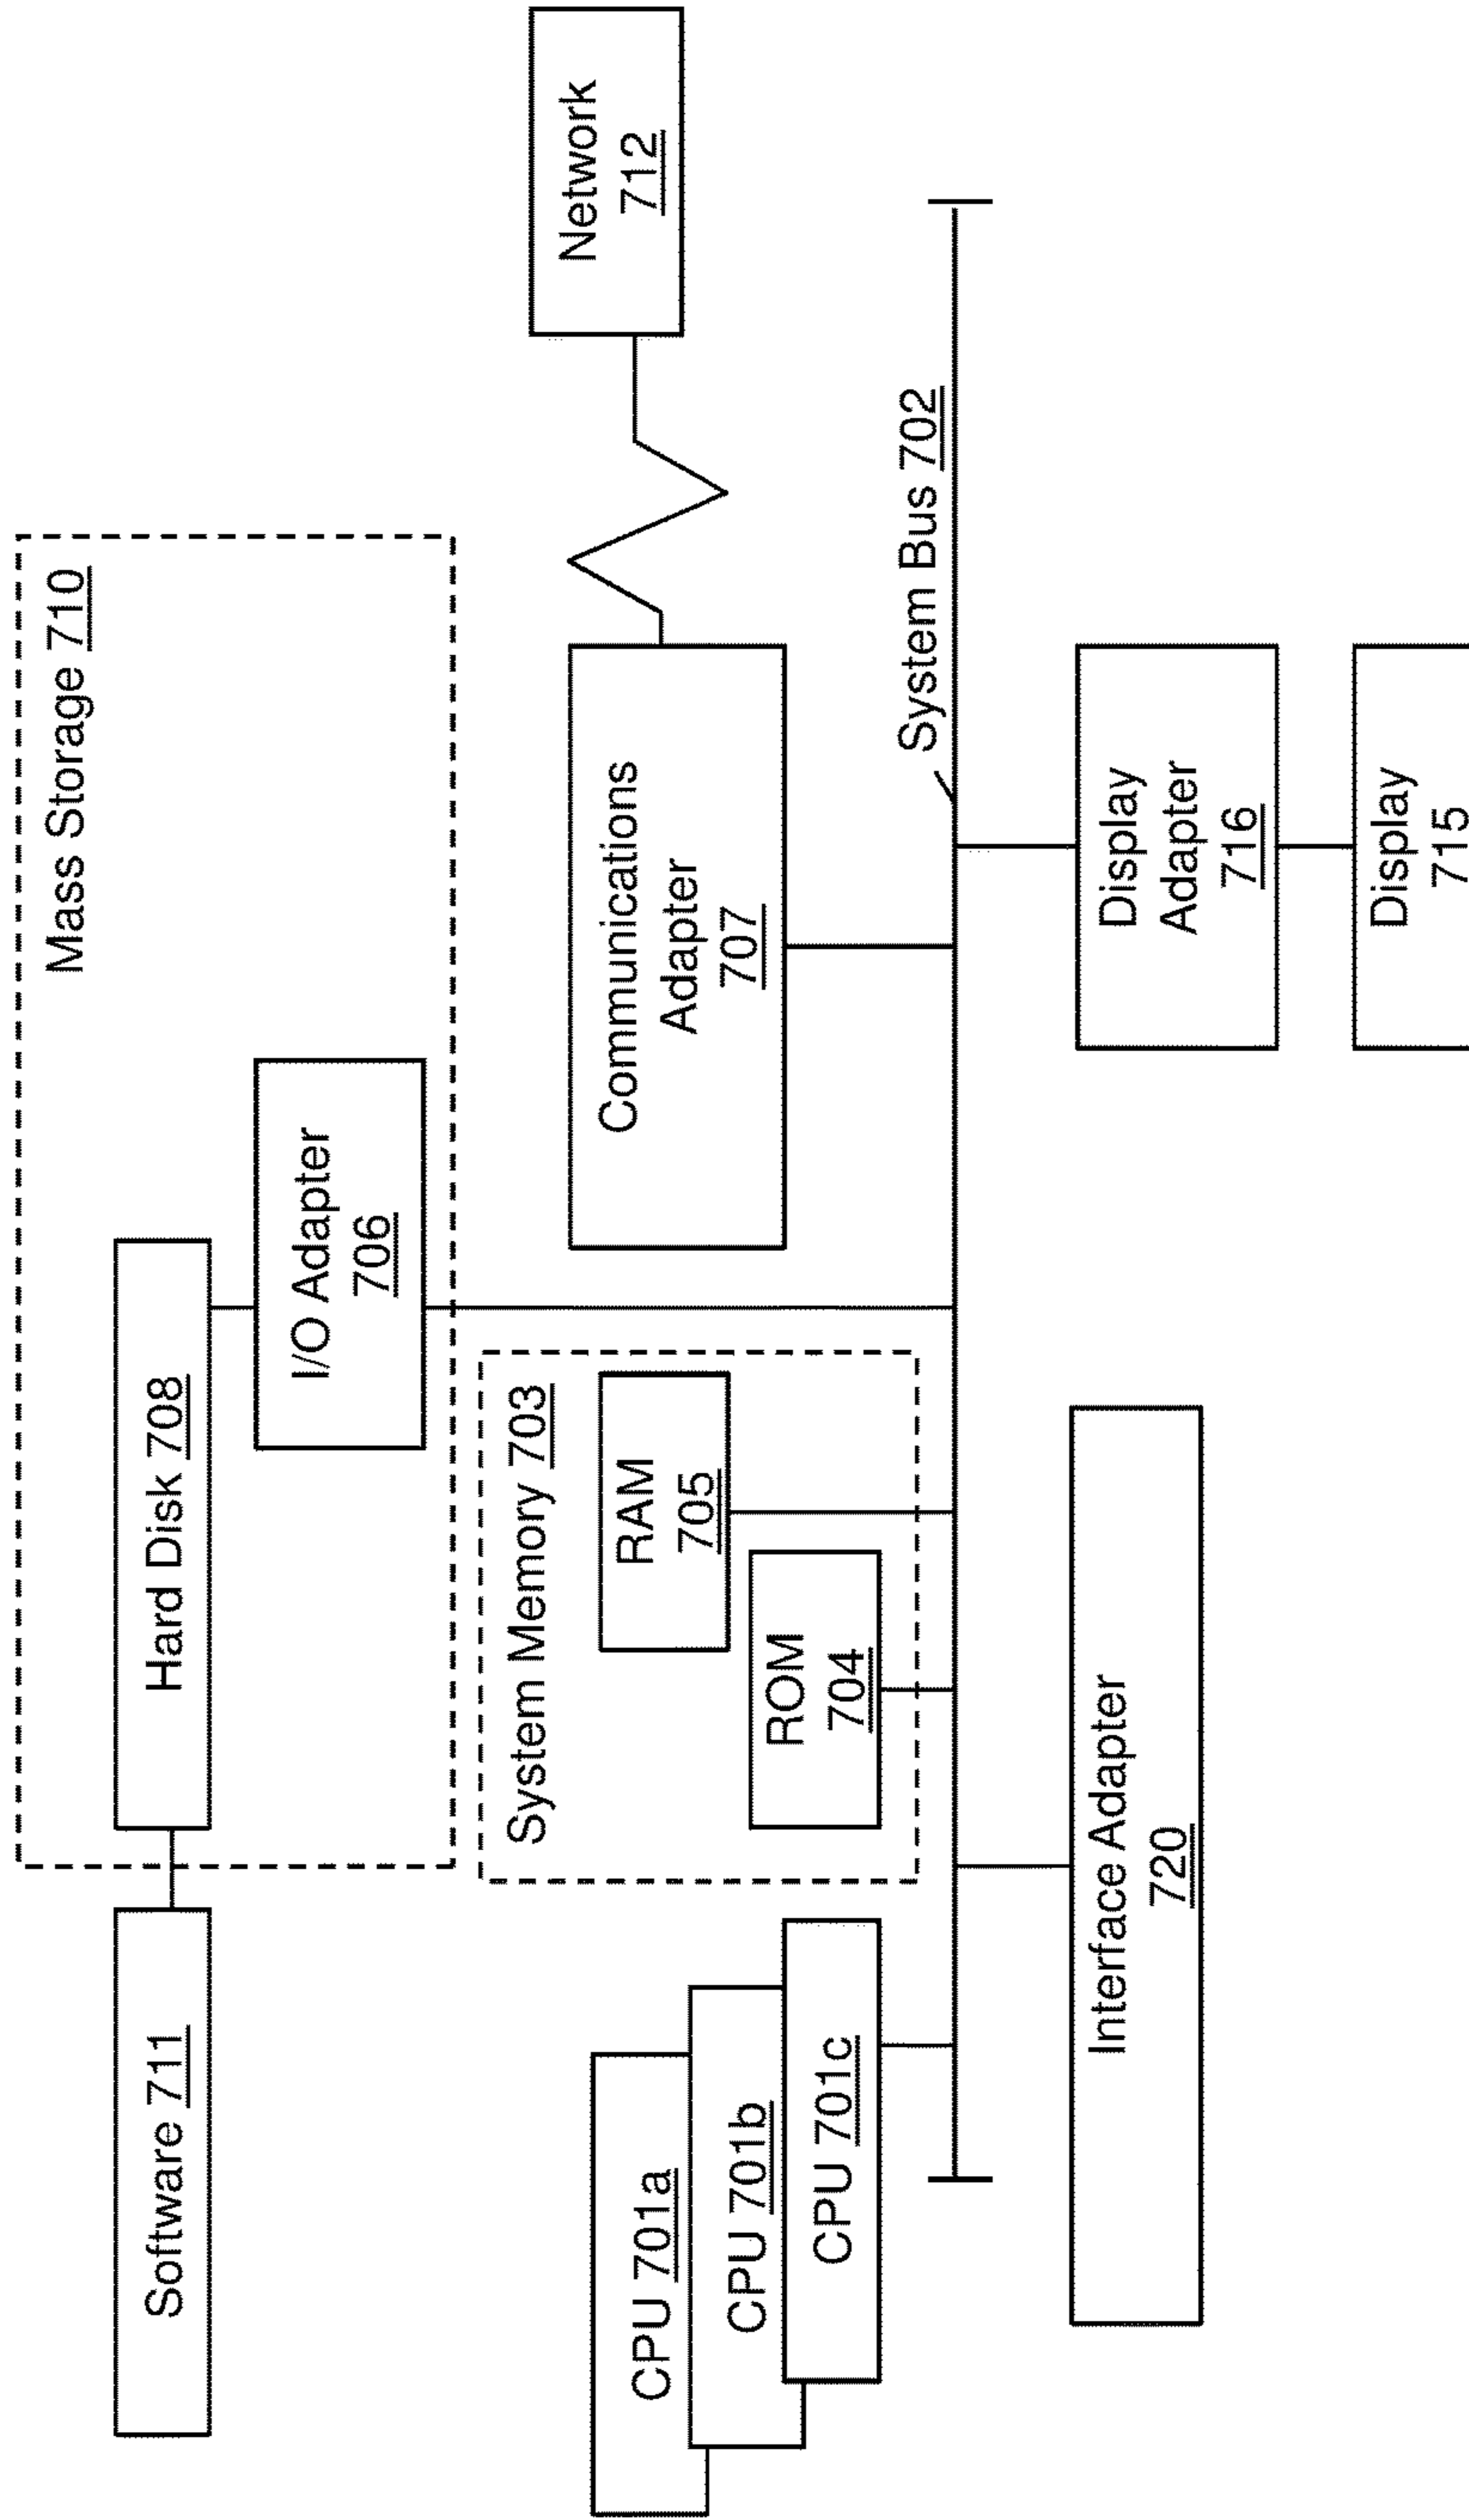 Mass Storage 710
Software 711
Hard Disk 708
I/O Adapter
706
Network
712
System Memory 703
Communications
Adapter
707
RAM
705
CPU 701a
CPU 701b
ROM
704
CPU 701c
System Bus 702
Interface Adapter
720
Display
Adapter
716
Display
715